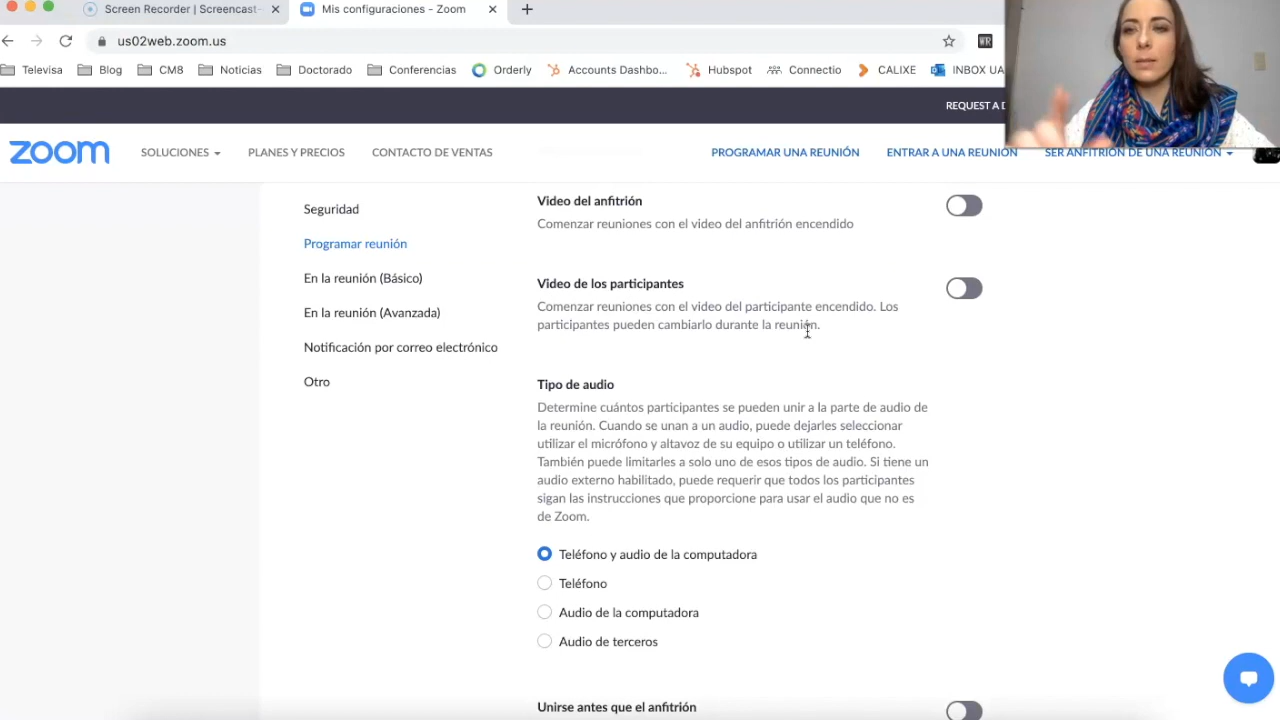 Screen Recorder | Screencast-
Mis configuraciones - Zoom
us02web.zoom.us
WR
Televisa
Blog
CM8
Noticias
Doctorado
Conferencias
Orderly
Accounts Dashbo...
Hubspot
Connectio
CALIXE
INBOX UA
REQUEST A D
zoom
SOLUCIONES
PLANES Y PRECIOS
CONTACTO DE VENTAS
PROGRAMAR UNA REUNIÓN
ENTRAR A UNA REUNIÓN
SER ANFITRIÓN DE UNA REUNIÓN
Seguridad
Programar reunión
En la reunión (Básico)
En la reunión (Avanzada)
Notificación por correo electrónico
Otro
Video del anfitrión
Comenzar reuniones con el video del anfitrión encendido
Video de los participantes
Comenzar reuniones con el video del participante encendido. Los
participantes pueden cambiarlo durante la reunión.
Tipo de audio
Determine cuántos participantes se pueden unir a la parte de audio de
la reunión. Cuando se unan a un audio, puede dejarles seleccionar
utilizar el micrófono y altavoz de su equipo o utilizar un teléfono.
También puede limitarles a solo uno de esos tipos de audio. Si tiene un
audio externo habilitado, puede requerir que todos los participantes
sigan las instrucciones que proporcione para usar el audio que no es
de Zoom.
Teléfono y audio de la computadora
Teléfono
Audio de la computadora
Audio de terceros
Unirse antes que el anfitrión